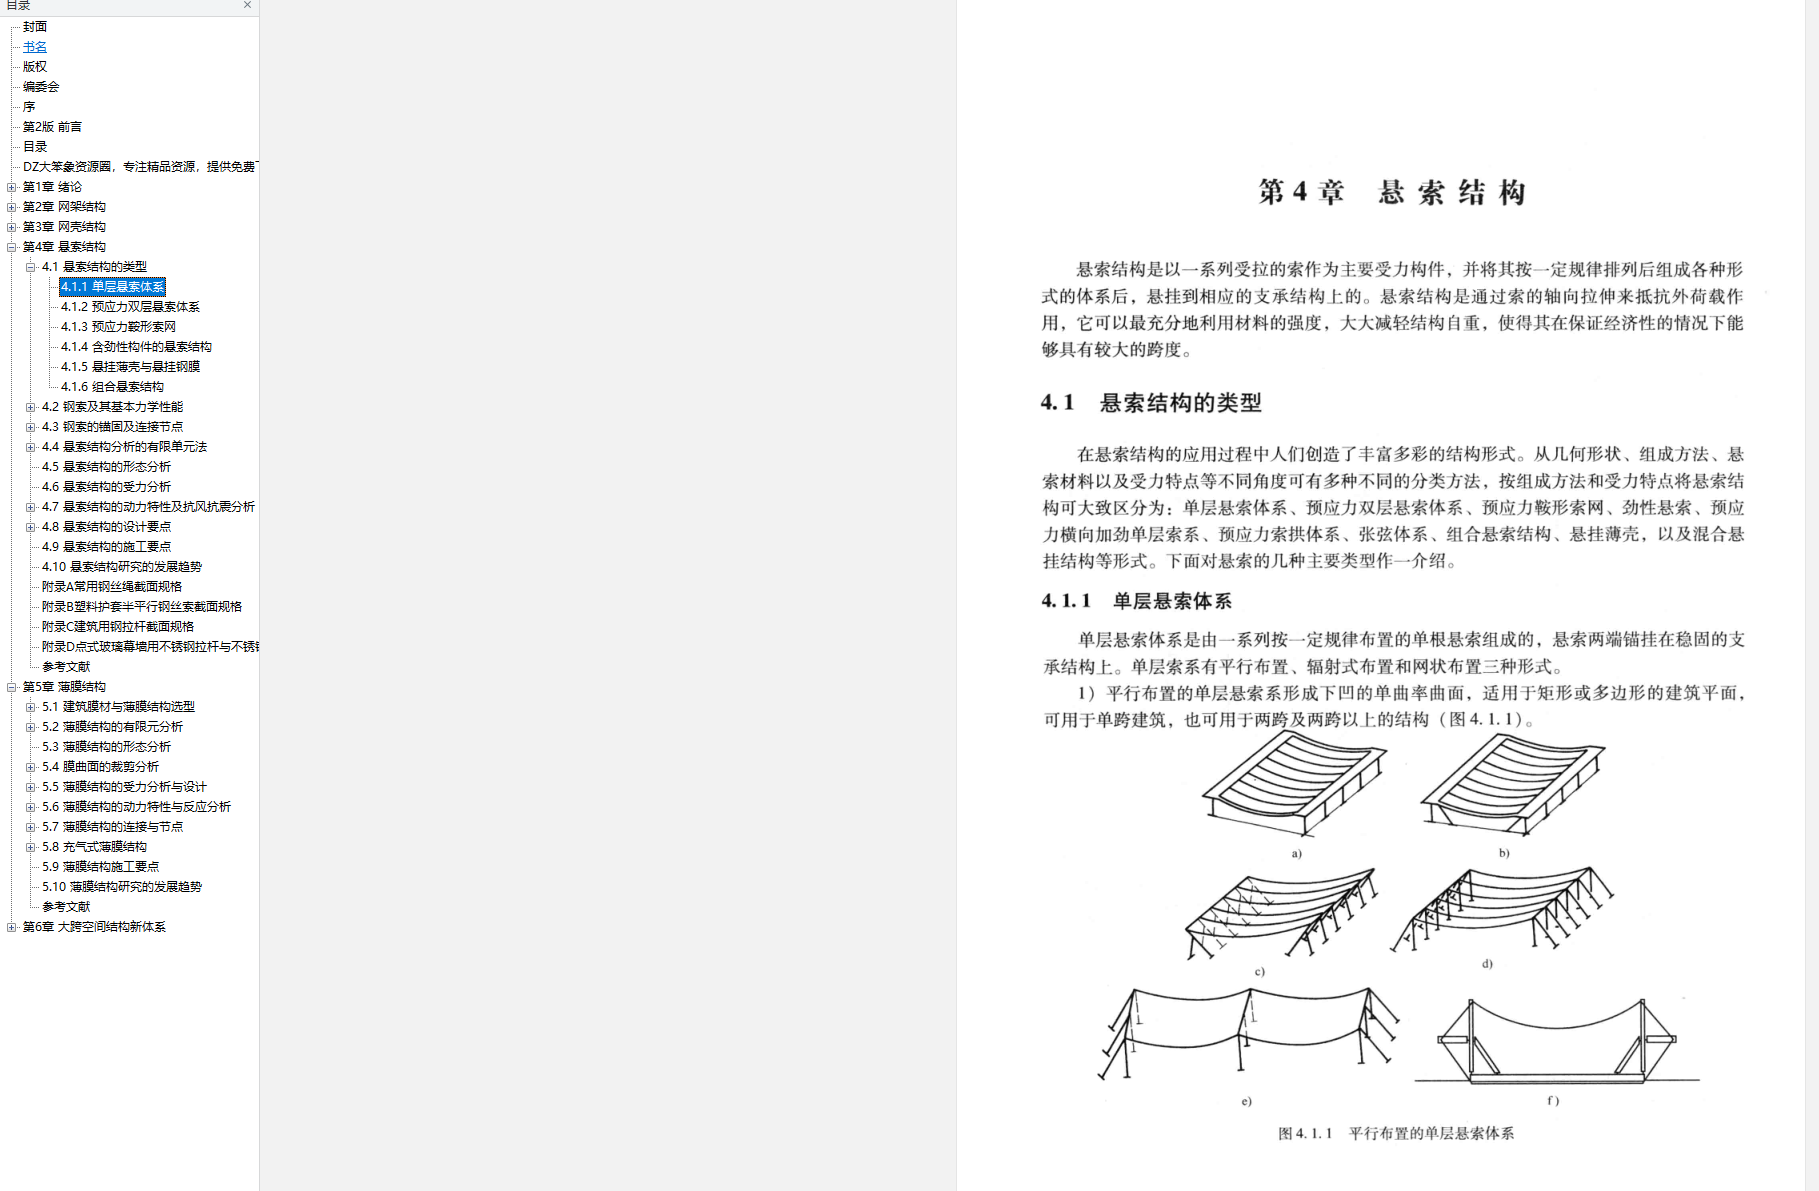 目录
×
封面
书名
版权
编委会
序
第2版 前言
目录
DZ大笨象资源圈，专注精品资源，提供免费
第1章 绪论
第2章 网架结构
第3章 网壳结构
第4章 悬索结构
4.1 悬索结构的类型
4.1.1 单层悬索体系
4.1.2 预应力双层悬索体系
4.1.3 预应力鞍形索网
4.1.4 含劲性构件的悬索结构
4.1.5 悬挂薄壳与悬挂钢膜
4.1.6 组合悬索结构
4.2 钢索及其基本力学性能
4.3 钢索的锚固及连接节点
4.4 悬索结构分析的有限单元法
4.5 悬索结构的形态分析
4.6 悬索结构的受力分析
4.7 悬索结构的动力特性及抗风抗震分析
4.8 悬索结构的设计要点
4.9 悬索结构的施工要点
4.10 悬索结构研究的发展趋势
附录A常用钢丝绳截面规格
附录B塑料护套半平行钢丝索截面规格
附录C建筑用钢拉杆截面规格
附录D点式玻璃幕墙用不锈钢拉杆与不锈
参考文献
第5章 薄膜结构
5.1 建筑膜材与薄膜结构选型
5.2 薄膜结构的有限元分析
5.3 薄膜结构的形态分析
5.4 膜曲面的裁剪分析
5.5 薄膜结构的受力分析与设计
5.6 薄膜结构的动力特性与反应分析
5.7 薄膜结构的连接与节点
5.8 充气式薄膜结构
5.9 薄膜结构施工要点
5.10 薄膜结构研究的发展趋势
参考文献
第6章 大跨空间结构新体系
第4章 悬索结构
悬索结构是以一系列受拉的索作为主要受力构件，并将其按一定规律排列后组成各种形
式的体系后，悬挂到相应的支承结构上的。悬索结构是通过索的轴向拉伸来抵抗外荷载作
用，它可以最充分地利用材料的强度，大大减轻结构自重，使得其在保证经济性的情况下能
够具有较大的跨度。
4.1 悬索结构的类型
在悬索结构的应用过程中人们创造了丰富多彩的结构形式。从几何形状、组成方法、悬
索材料以及受力特点等不同角度可有多种不同的分类方法，按组成方法和受力特点将悬索结
构可大致区分为：单层悬索体系、预应力双层悬索体系、预应力鞍形索网、劲性悬索、预应
力横向加劲单层索系、预应力索拱体系、张弦体系、组合悬索结构、悬挂薄壳，以及混合悬
挂结构等形式。下面对悬索的几种主要类型作一介绍。
4.1.1 单层悬索体系
单层悬索体系是由一系列按一定规律布置的单根悬索组成的，悬索两端锚挂在稳固的支
承结构上。单层索系有平行布置、辐射式布置和网状布置三种形式。
1）平行布置的单层悬索系形成下凹的单曲率曲面，适用于矩形或多边形的建筑平面，
可用于单跨建筑，也可用于两跨及两跨以上的结构（图4.1.1）。
a)
b)
c)
d)
e)
f)
图4.1.1 平行布置的单层悬索体系